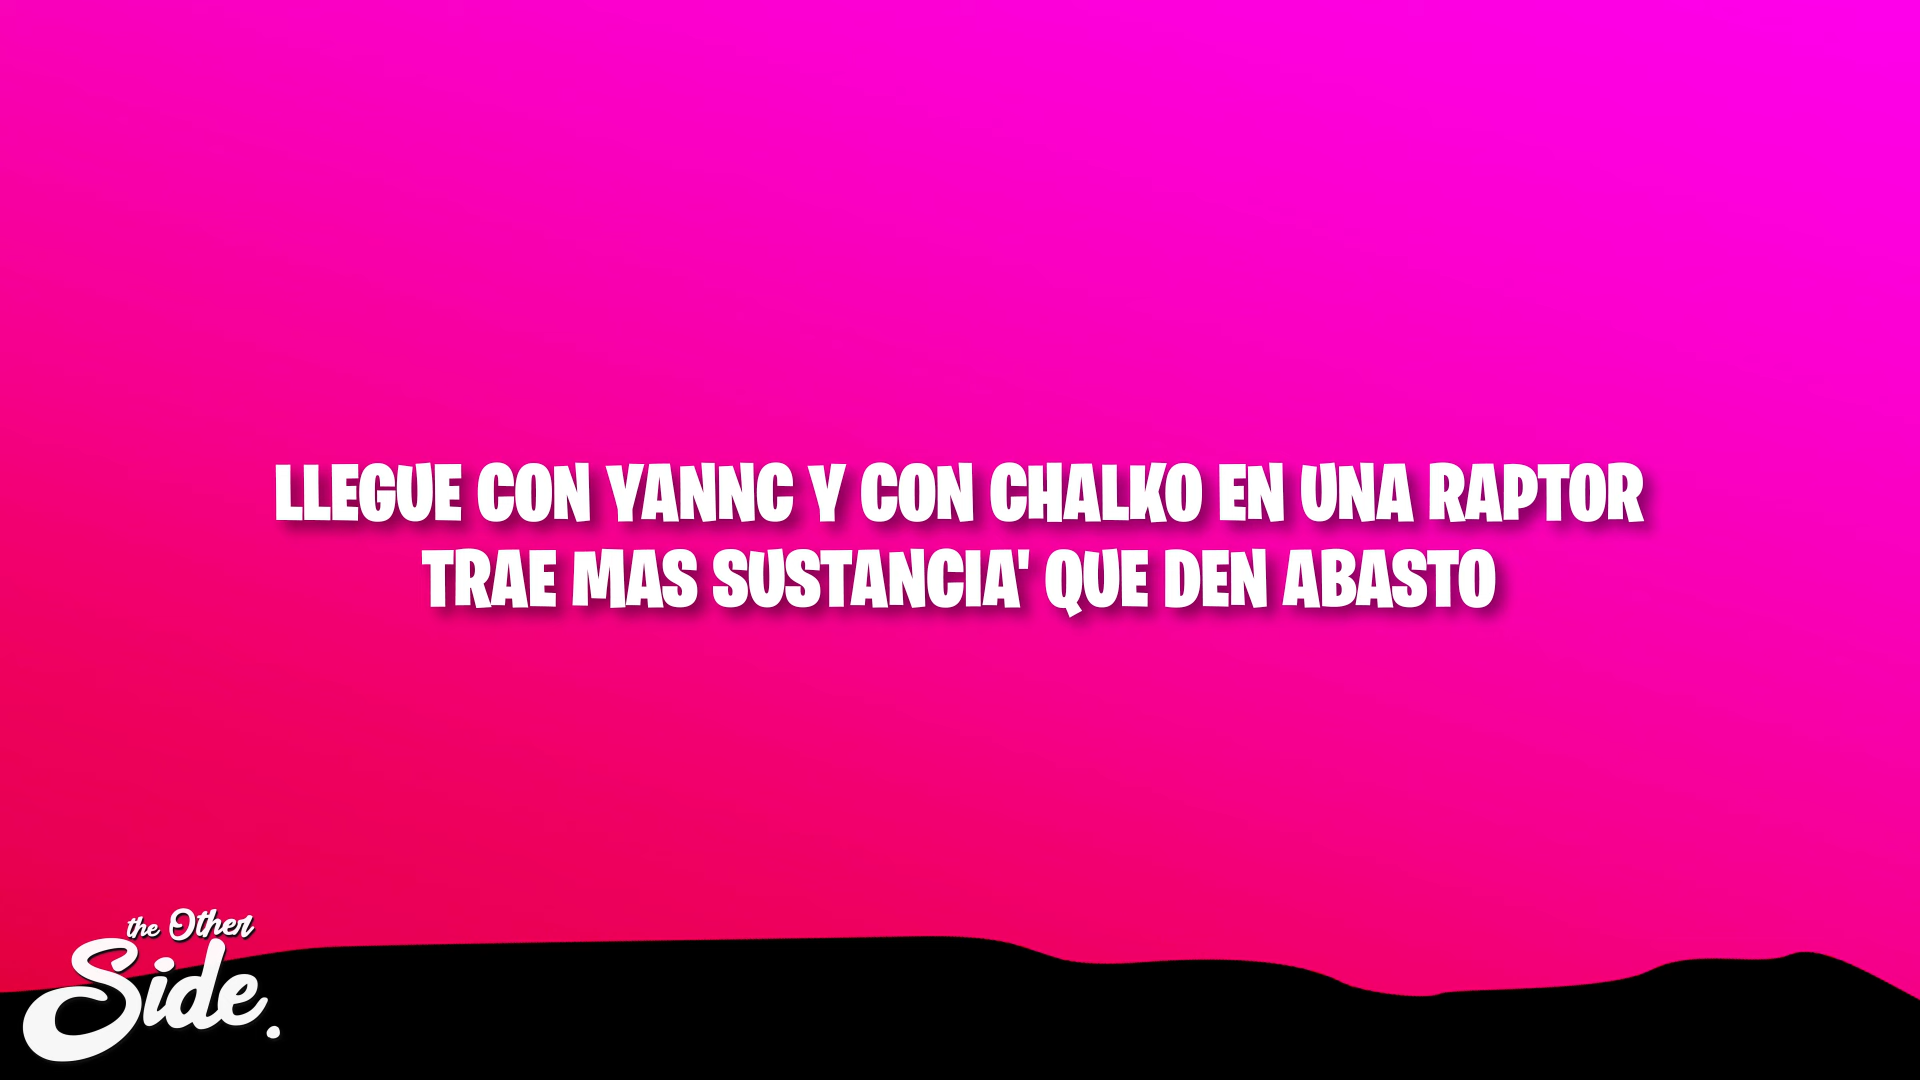 LLEGUE CON YANNC Y CON CHALKO EN UNA RAPTOR
TRAE MAS SUSTANCIA' QUE DEN ABASTO
the Other
Side.